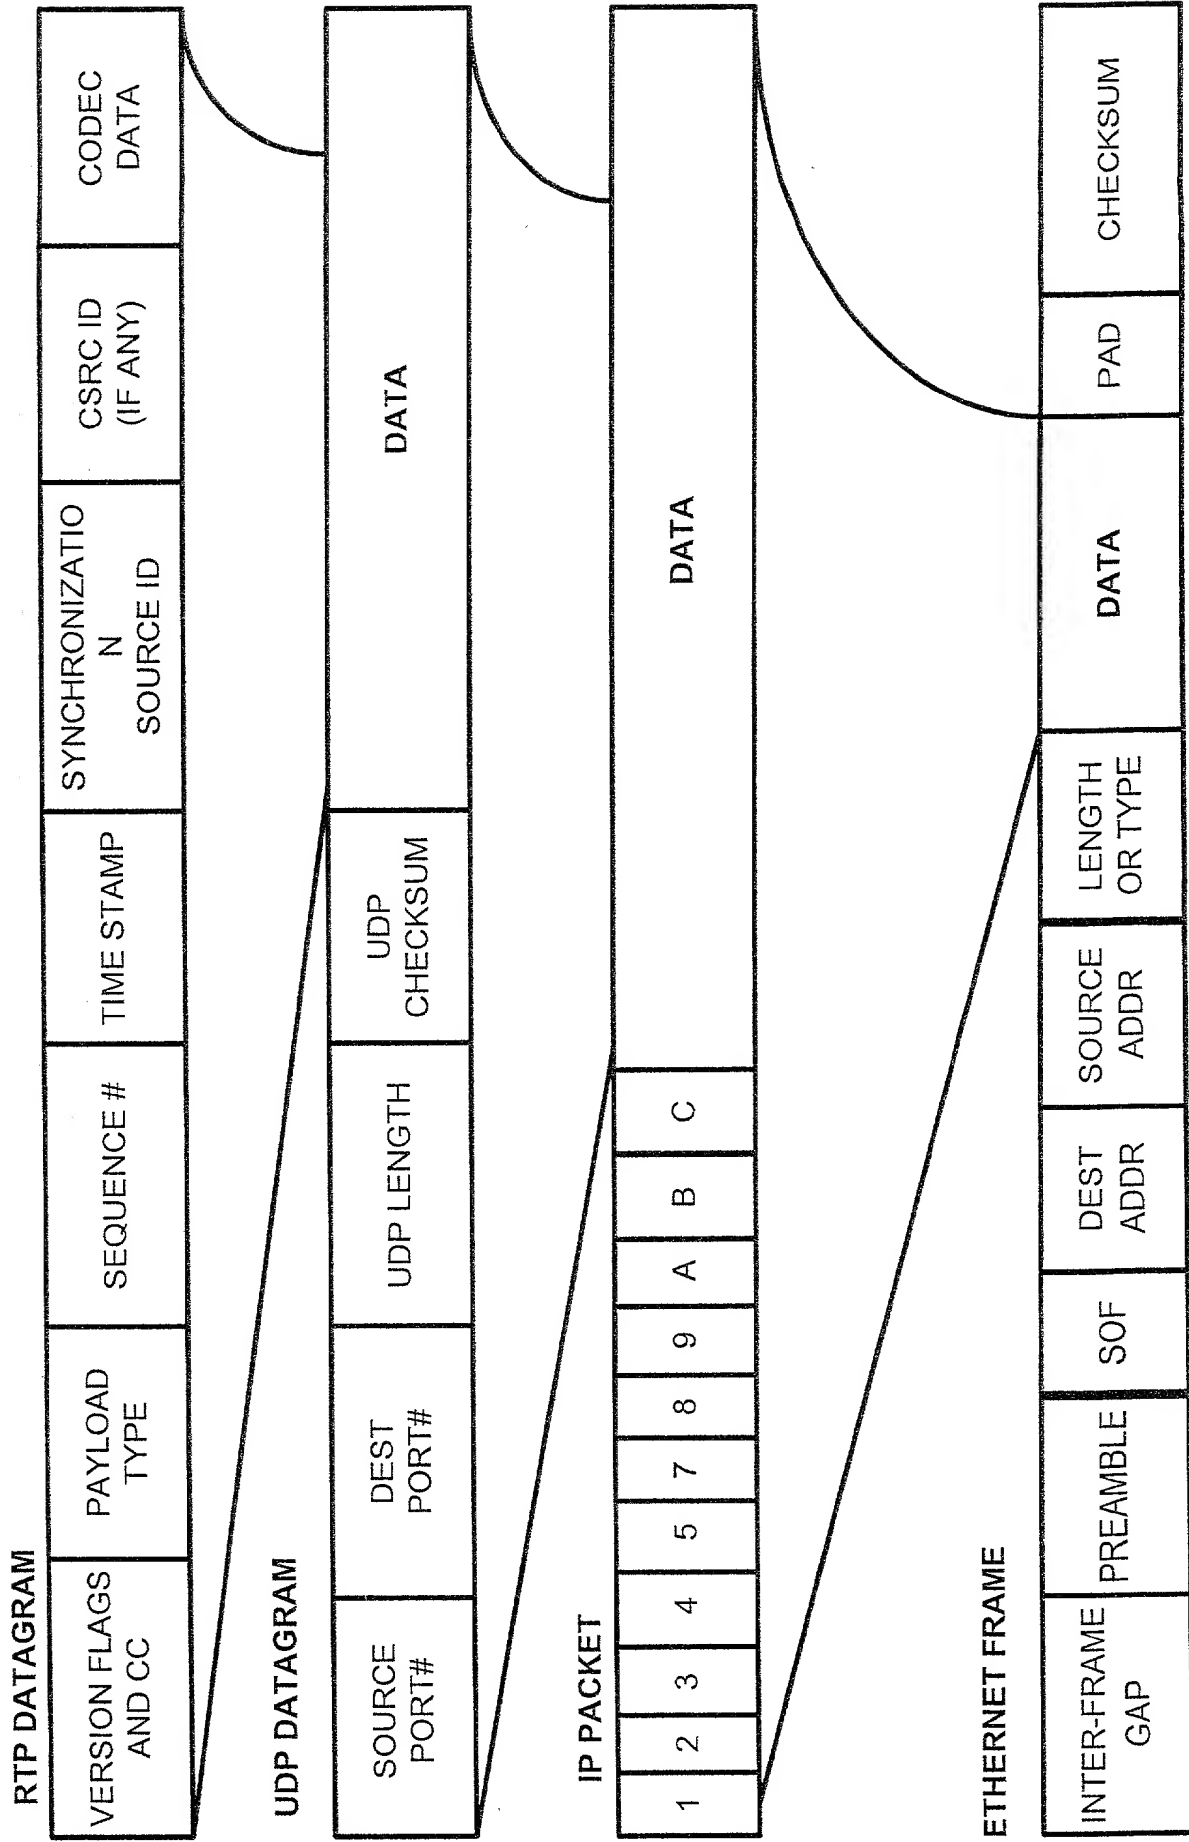 RTP DATAGRAM
VERSION FLAGS
AND CC
PAYLOAD
TYPE
SEQUENCE #
TIME STAMP
SYNCHRONIZATIO
N
SOURCE ID
CSRC ID
(IF ANY)
CODEC
DATA
UDP DATAGRAM
SOURCE
PORT#
DEST
PORT#
UDP LENGTH
UDP
CHECKSUM
DATA
IP PACKET
1
2
3
4
5
7
8
9
A
B
C
DATA
ETHERNET FRAME
INTER-FRAME
GAP
PREAMBLE
SOF
DEST
ADDR
SOURCE
ADDR
LENGTH
OR TYPE
DATA
PAD
CHECKSUM